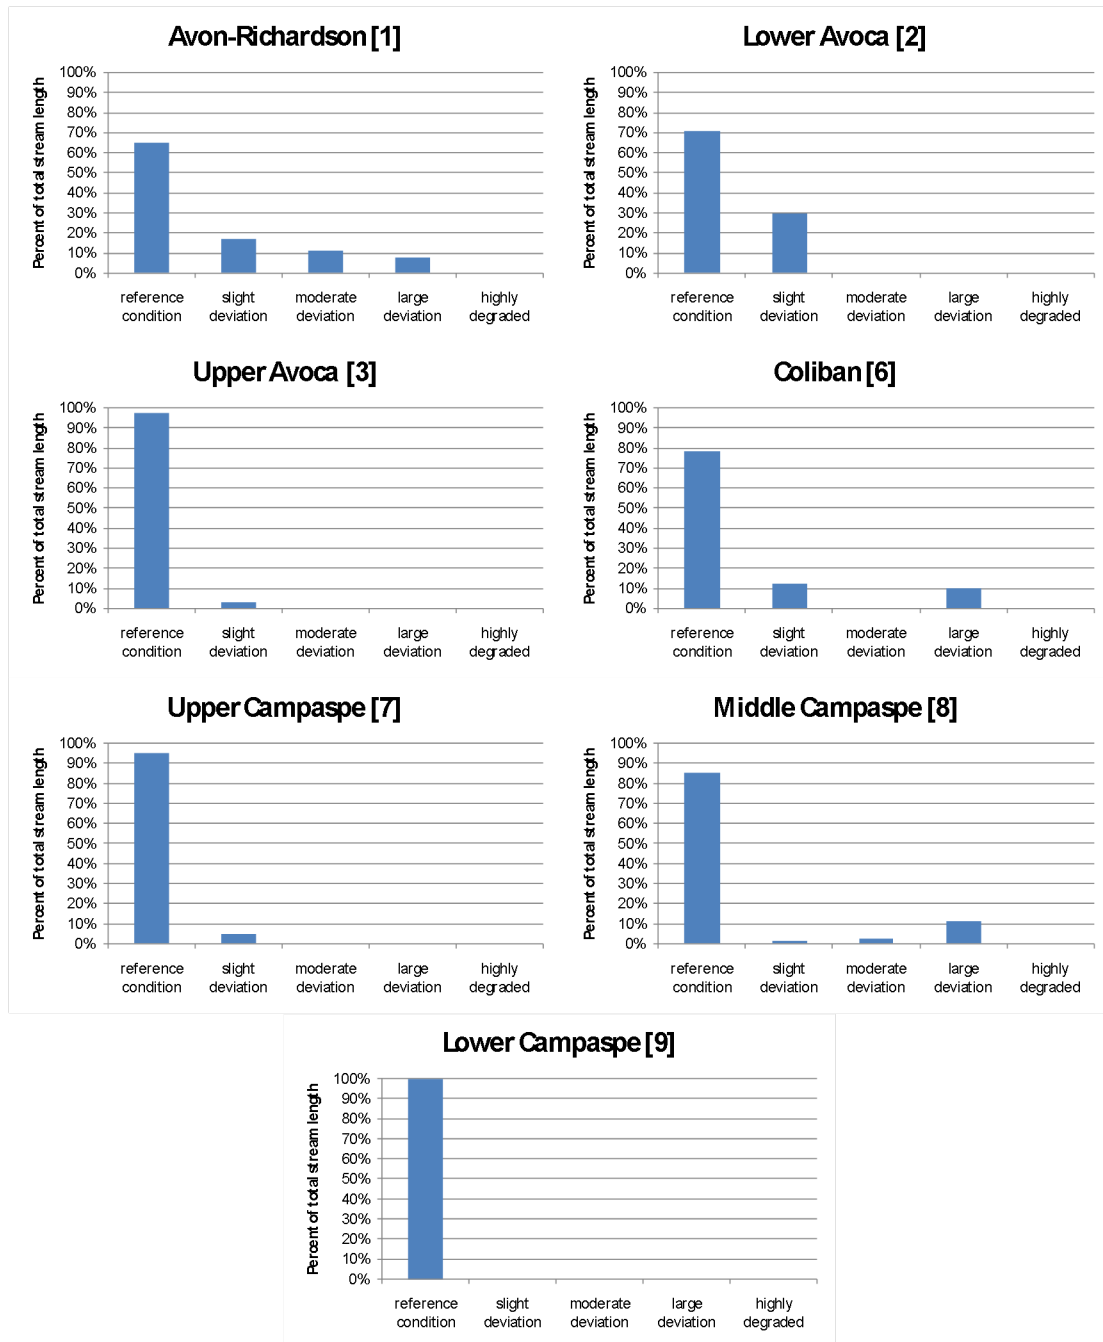 Avon-Richardson [1]
Percent of total stream length
100%
90%
80%
70%
60%
50%
40%
30%
20%
10%
0%
reference condition
slight deviation
moderate deviation
large deviation
highly degraded
Lower Avoca [2]
Percent of total stream length
100%
90%
80%
70%
60%
50%
40%
30%
20%
10%
0%
reference condition
slight deviation
moderate deviation
large deviation
highly degraded
Upper Avoca [3]
Percent of total stream length
100%
90%
80%
70%
60%
50%
40%
30%
20%
10%
0%
reference condition
slight deviation
moderate deviation
large deviation
highly degraded
Coliban [6]
Percent of total stream length
100%
90%
80%
70%
60%
50%
40%
30%
20%
10%
0%
reference condition
slight deviation
moderate deviation
large deviation
highly degraded
Upper Campaspe [7]
Percent of total stream length
100%
90%
80%
70%
60%
50%
40%
30%
20%
10%
0%
reference condition
slight deviation
moderate deviation
large deviation
highly degraded
Middle Campaspe [8]
Percent of total stream length
100%
90%
80%
70%
60%
50%
40%
30%
20%
10%
0%
reference condition
slight deviation
moderate deviation
large deviation
highly degraded
Lower Campaspe [9]
Percent of total stream length
100%
90%
80%
70%
60%
50%
40%
30%
20%
10%
0%
reference condition
slight deviation
moderate deviation
large deviation
highly degraded